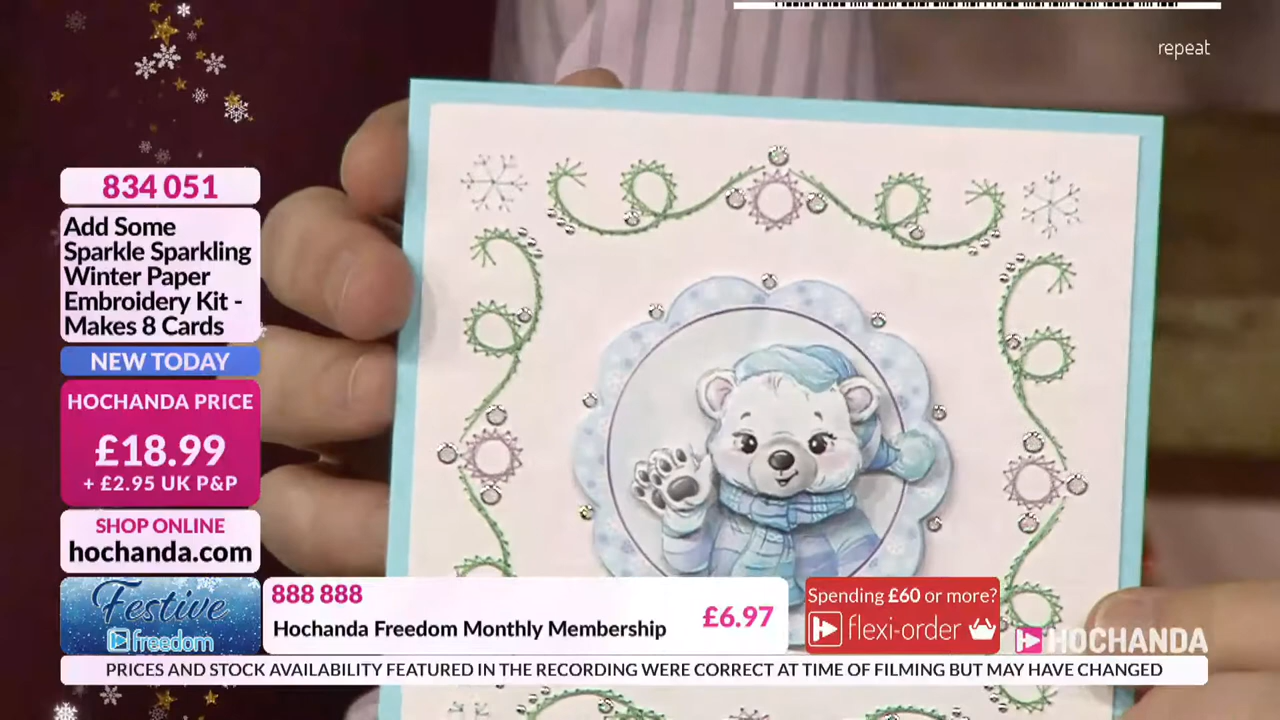 repeat
834 051
Add Some
Sparkle Sparkling
Winter Paper
Embroidery Kit -
Makes 8 Cards
NEW TODAY
HOCHANDA PRICE
£18.99
+ £2.95 UK P&P
SHOP ONLINE
hochanda.com
Festive
freedom
888 888
Hochanda Freedom Monthly Membership
£6.97
Spending £60 or more?
flexi-order
HOCHANDA
PRICES AND STOCK AVAILABILITY FEATURED IN THE RECORDING WERE CORRECT AT TIME OF FILMING BUT MAY HAVE CHANGED